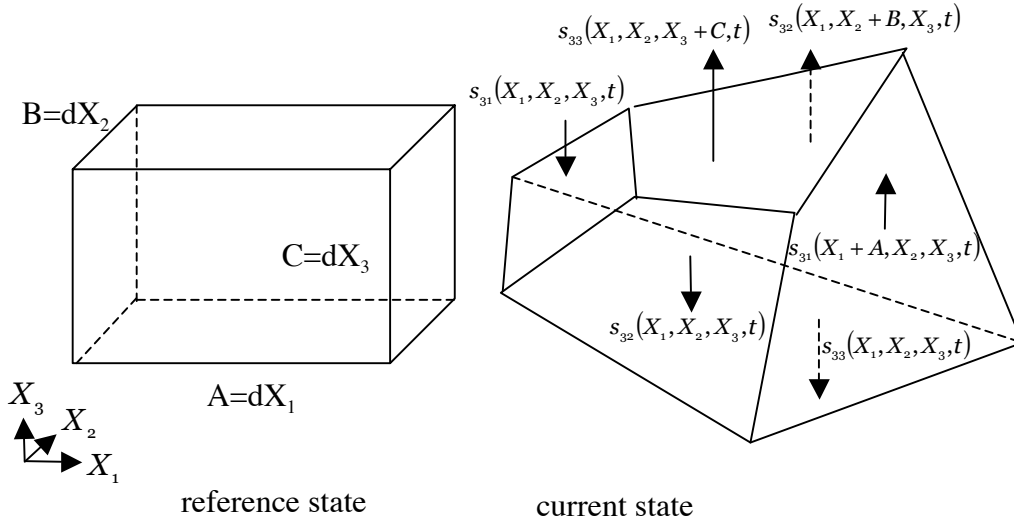 s₃₃(X₁, X₂, X₃ + C, t)
s₃₂(X₁, X₂ + B, X₃, t)
s₃₁(X₁, X₂, X₃, t)
B=dX₂
C=dX₃
s₃₁(X₁ + A, X₂, X₃, t)
s₃₂(X₁, X₂, X₃, t)
s₃₃(X₁, X₂, X₃, t)
A=dX₁
X₃
X₂
X₁
reference state
current state